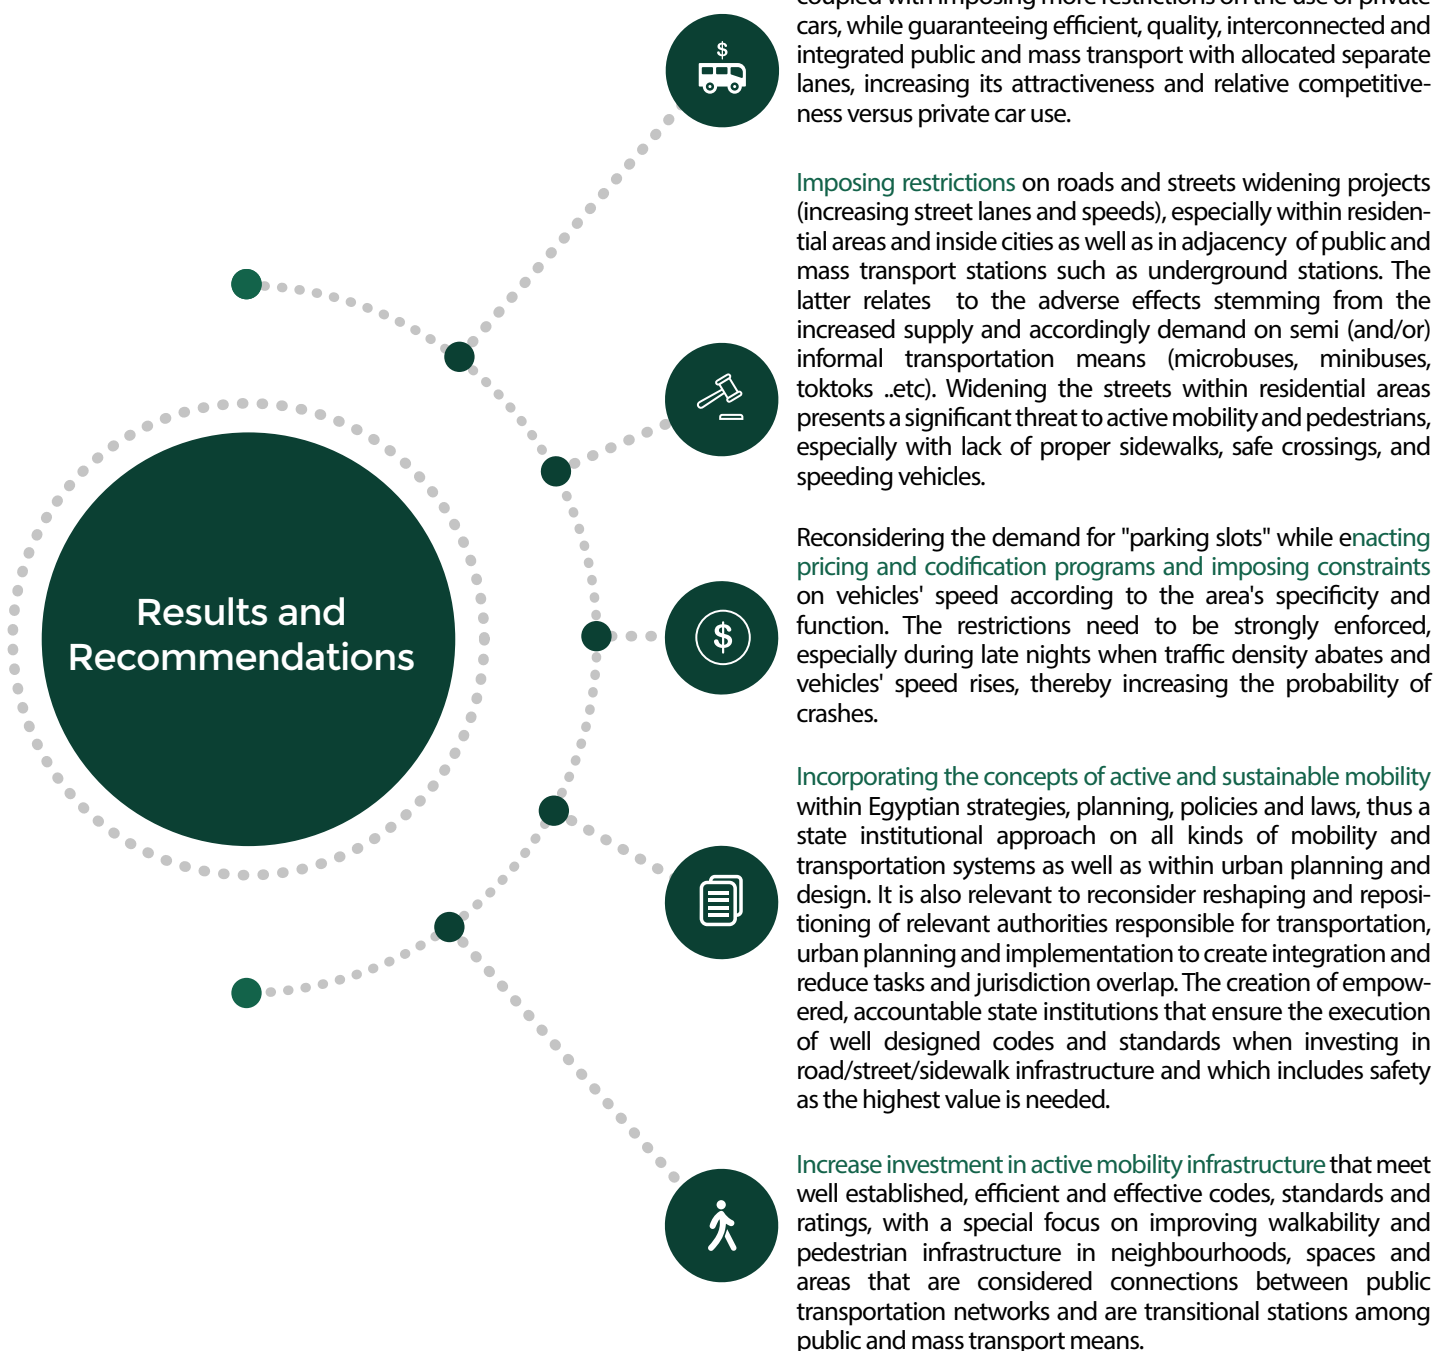 Results and
Recommendations
coupled with imposing more restrictions on the use of private
cars, while guaranteeing efficient, quality, interconnected and
integrated public and mass transport with allocated separate
lanes, increasing its attractiveness and relative competitive-
ness versus private car use.
Imposing restrictions on roads and streets widening projects
(increasing street lanes and speeds), especially within residen-
tial areas and inside cities as well as in adjacency of public and
mass transport stations such as underground stations. The
latter relates to the adverse effects stemming from the
increased supply and accordingly demand on semi (and/or)
informal transportation means (microbuses, minibuses,
toktoks ..etc). Widening the streets within residential areas
presents a significant threat to active mobility and pedestrians,
especially with lack of proper sidewalks, safe crossings, and
speeding vehicles.
Reconsidering the demand for "parking slots" while enacting
pricing and codification programs and imposing constraints
on vehicles' speed according to the area's specificity and
function. The restrictions need to be strongly enforced,
especially during late nights when traffic density abates and
vehicles' speed rises, thereby increasing the probability of
crashes.
Incorporating the concepts of active and sustainable mobility
within Egyptian strategies, planning, policies and laws, thus a
state institutional approach on all kinds of mobility and
transportation systems as well as within urban planning and
design. It is also relevant to reconsider reshaping and reposi-
tioning of relevant authorities responsible for transportation,
urban planning and implementation to create integration and
reduce tasks and jurisdiction overlap. The creation of empow-
ered, accountable state institutions that ensure the execution
of well designed codes and standards when investing in
road/street/sidewalk infrastructure and which includes safety
as the highest value is needed.
Increase investment in active mobility infrastructure that meet
well established, efficient and effective codes, standards and
ratings, with a special focus on improving walkability and
pedestrian infrastructure in neighbourhoods, spaces and
areas that are considered connections between public
transportation networks and are transitional stations among
public and mass transport means.
$
$